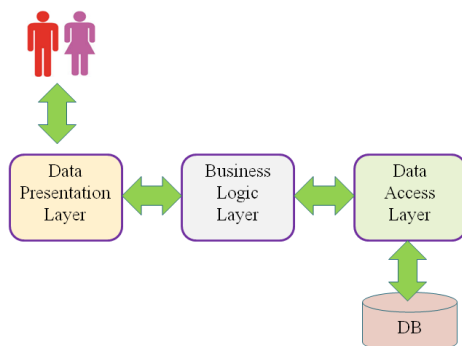 Data
Presentation
Layer
Business
Logic
Layer
Data
Access
Layer
DB